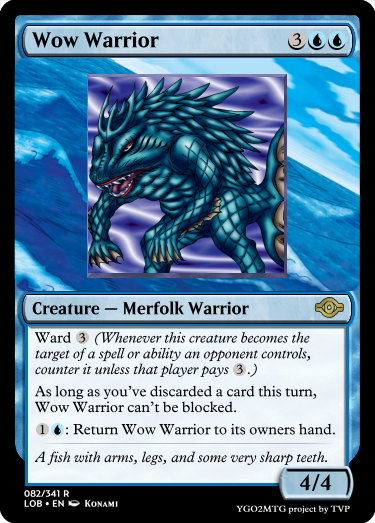 Wow Warrior 3
Creature — Merfolk Warrior
Ward 3 (Whenever this creature becomes the
target of a spell or ability an opponent controls,
counter it unless that player pays 3.)
As long as you've discarded a card this turn,
Wow Warrior can't be blocked.
1 : Return Wow Warrior to its owners hand.
A fish with arms, legs, and some very sharp teeth.
4/4
082/341 R
LOB • EN Konami
YGO2MTG project by TVP